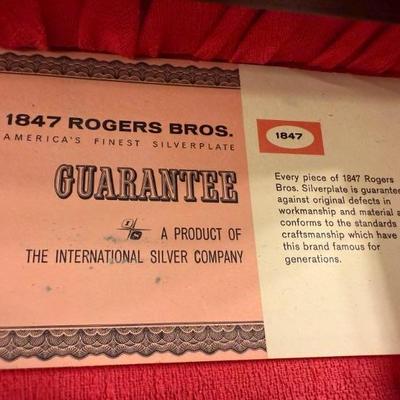 1847 ROGERS BROS.
AMERICA'S FINEST SILVERPLATE
GUARANTEE
A PRODUCT OF
THE INTERNATIONAL SILVER COMPANY
1847
Every piece of 1847 Rogers
Bros. Silverplate is guarantee
against original defects in
workmanship and material a
conforms to the standards
craftsmanship which have
this brand famous for
generations.